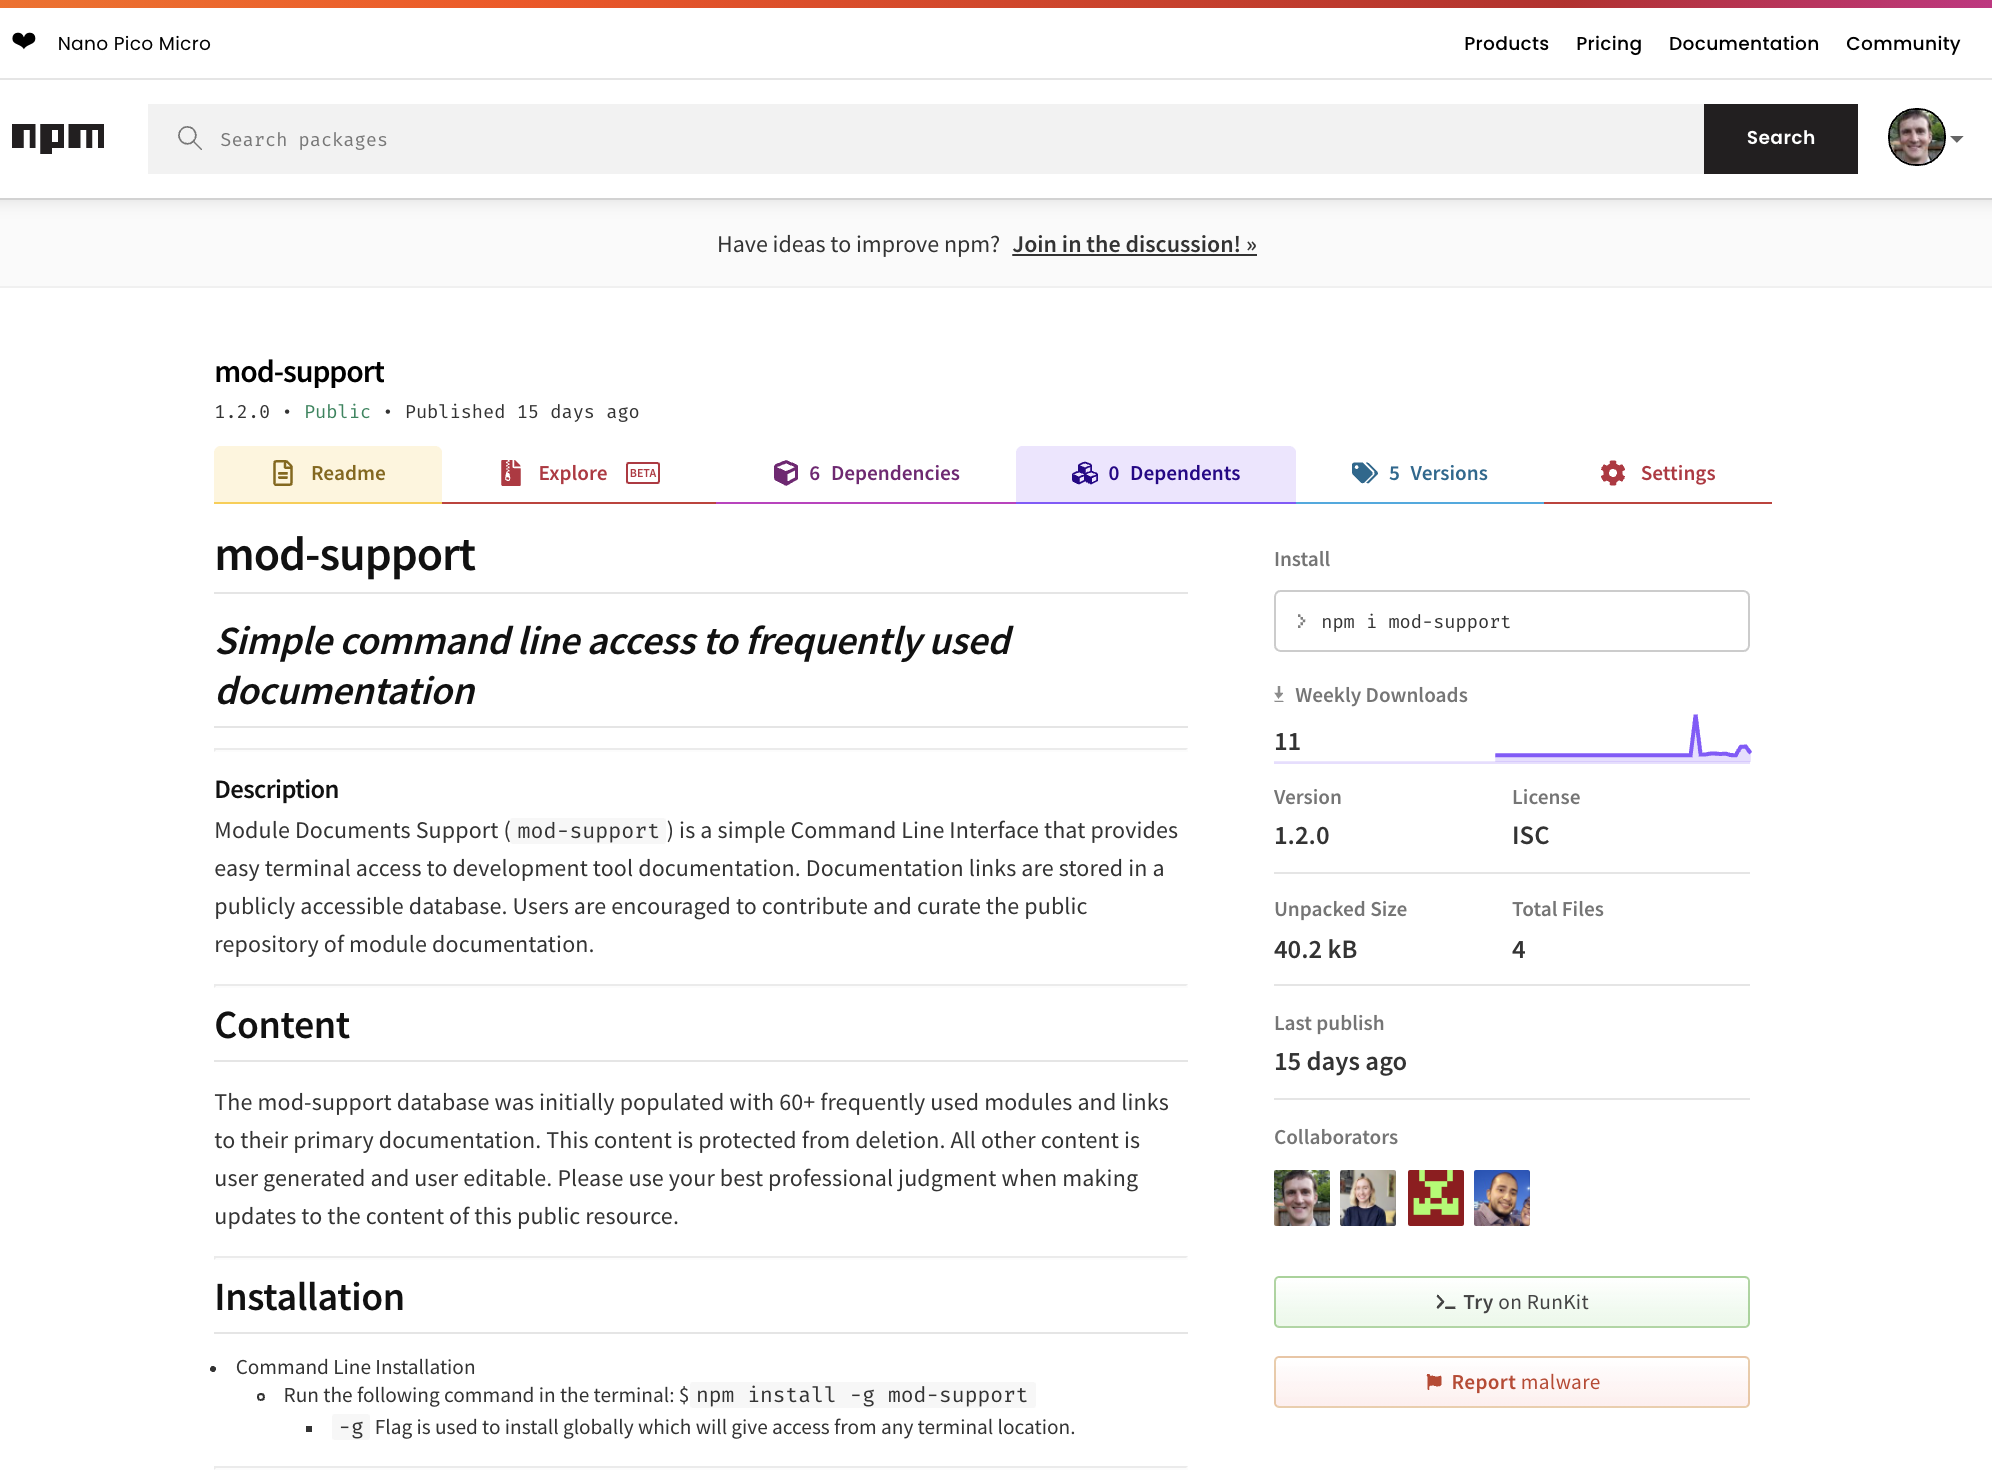 Nano Pico Micro
Products Pricing Documentation Community
npm
Search packages
Search
Have ideas to improve npm? Join in the discussion! »
mod-support
1.2.0 • Public • Published 15 days ago
Readme
Explore BETA
6 Dependencies
0 Dependents
5 Versions
Settings
mod-support
Simple command line access to frequently used
documentation
Description
Module Documents Support ( mod-support ) is a simple Command Line Interface that provides
easy terminal access to development tool documentation. Documentation links are stored in a
publicly accessible database. Users are encouraged to contribute and curate the public
repository of module documentation.
Content
The mod-support database was initially populated with 60+ frequently used modules and links
to their primary documentation. This content is protected from deletion. All other content is
user generated and user editable. Please use your best professional judgment when making
updates to the content of this public resource.
Installation
• Command Line Installation
Run the following command in the terminal: $ npm install -g mod-support
-g Flag is used to install globally which will give access from any terminal location.
Install
> npm i mod-support
Weekly Downloads
11
Version License
1.2.0 ISC
Unpacked Size Total Files
40.2 kB 4
Last publish
15 days ago
Collaborators
Try on RunKit
Report malware